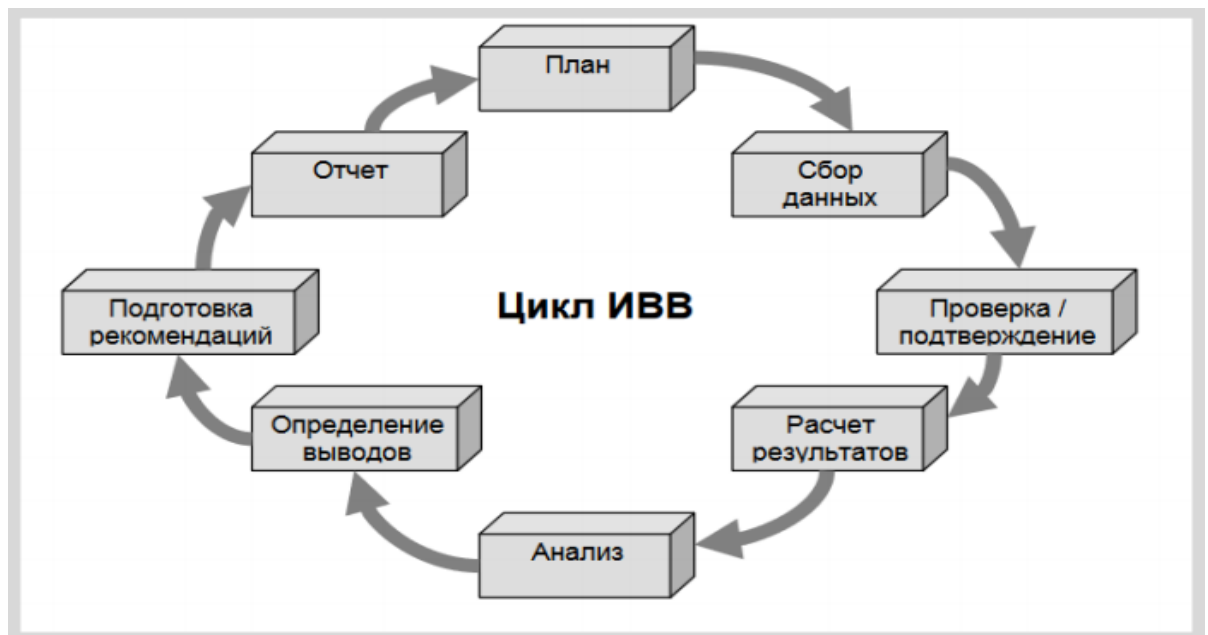 План
Сбор
данных
Проверка /
подтверждение
Расчет
результатов
Анализ
Определение
выводов
Подготовка
рекомендаций
Отчет
Цикл ИВВ